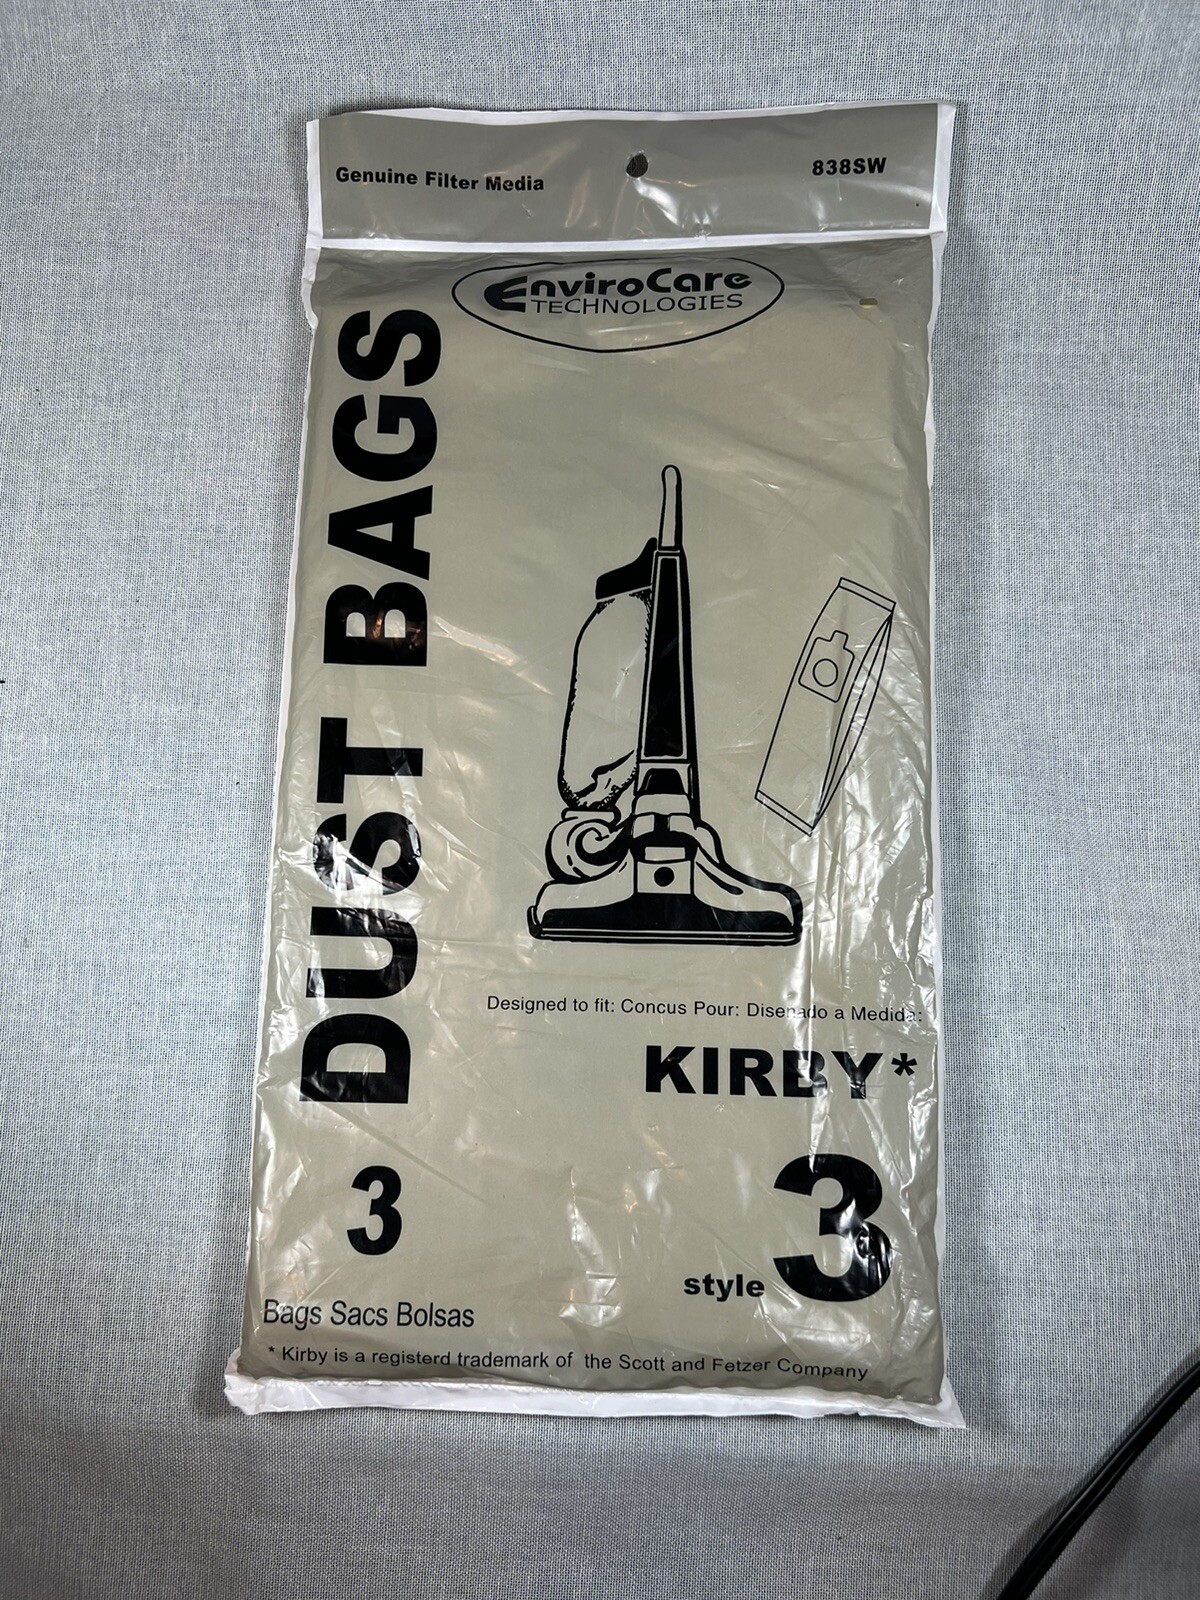 Genuine Filter Media
838SW
EnviroCare
TECHNOLOGIES
DUST BAGS
Designed to fit: Concus Pour: Disenado a Medida:
KIRBY*
3
style 3
Bags Sacs Bolsas
* Kirby is a registerd trademark of the Scott and Fetzer Company